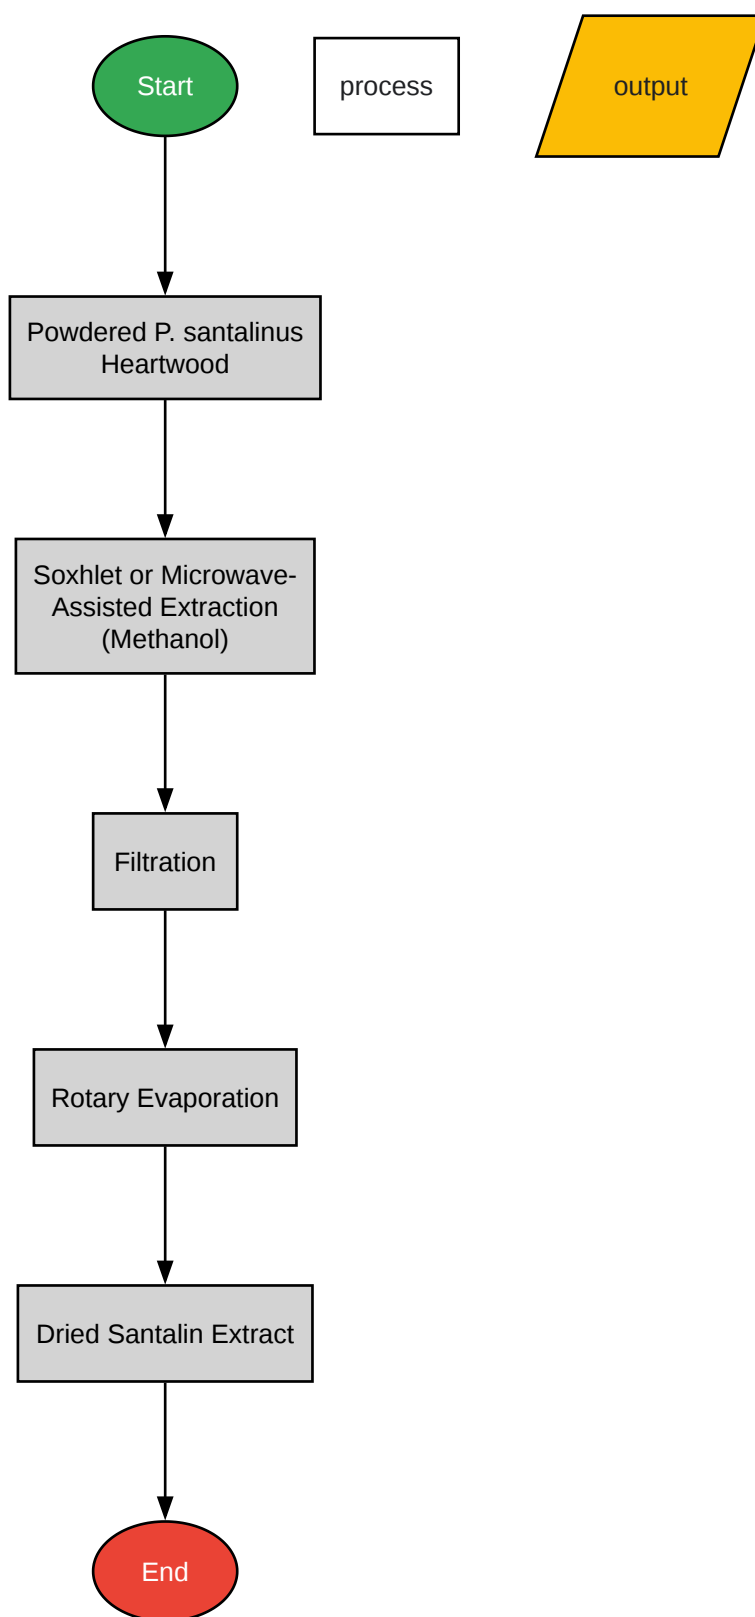 Start
process
output
Powdered P. santalinus
Heartwood
Soxhlet or Microwave-
Assisted Extraction
(Methanol)
Filtration
Rotary Evaporation
Dried Santalin Extract
End